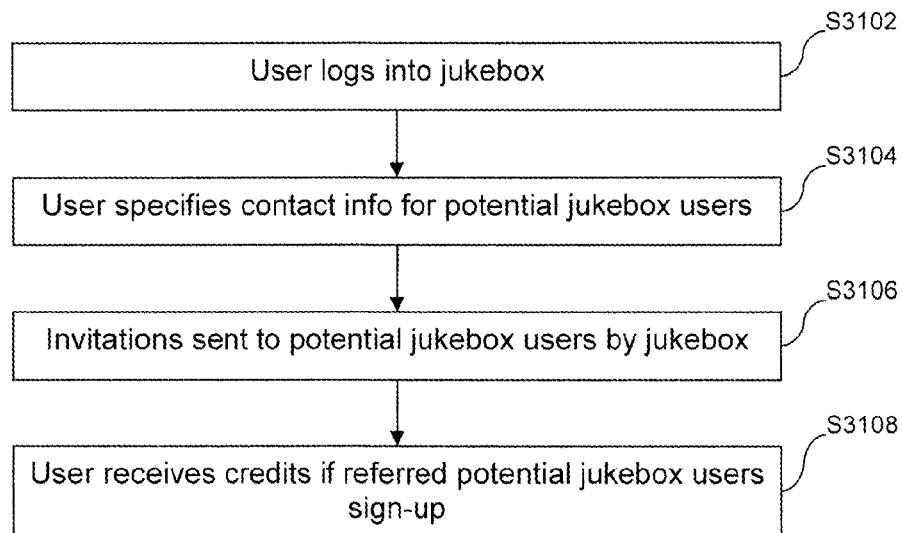 S3102
User logs into jukebox
S3104
User specifies contact info for potential jukebox users
S3106
Invitations sent to potential jukebox users by jukebox
S3108
User receives credits if referred potential jukebox users
sign-up